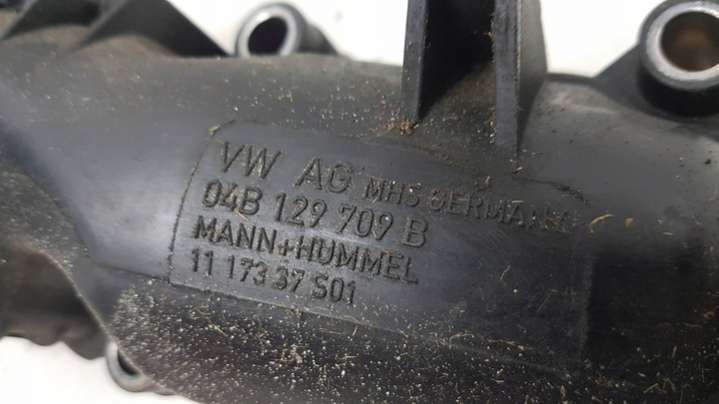 VW AG MHS GERMANY
04B 129 709 B
MANN+HUMMEL
11 173 37 S01